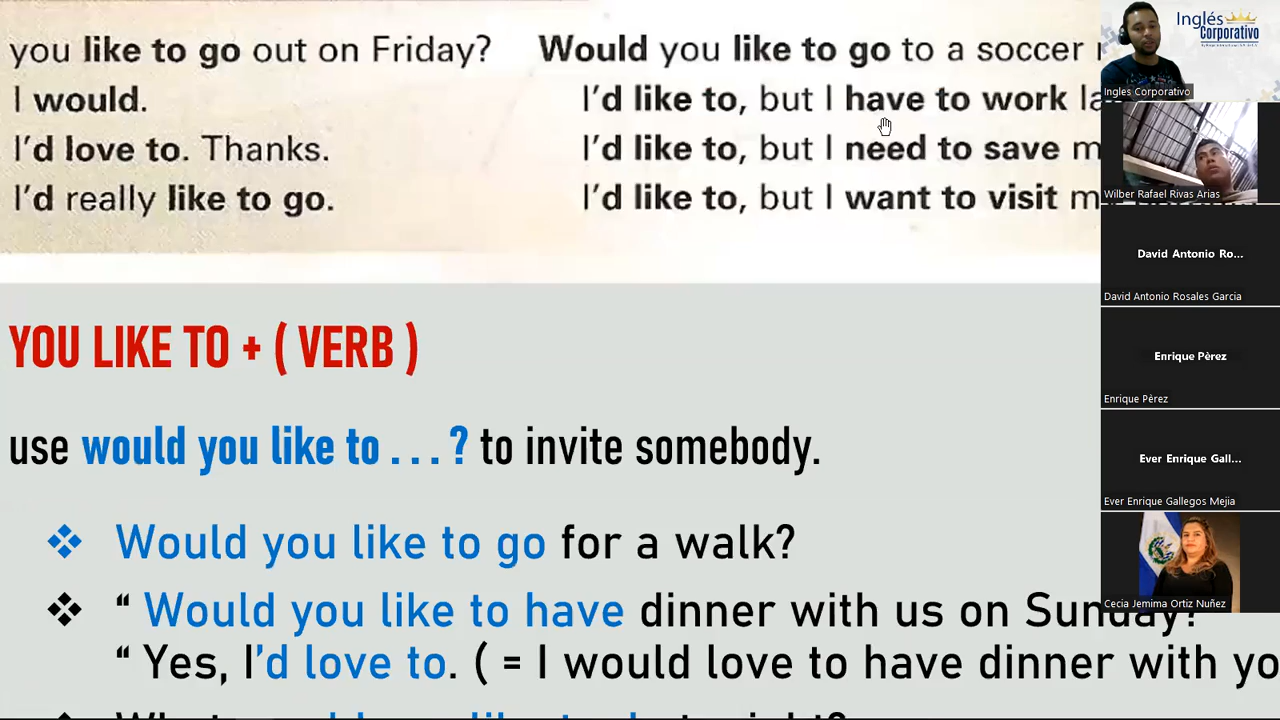 you like to go out on Friday?
I would.
I'd love to. Thanks.
I'd really like to go.
Would you like to go to a soccer
I'd like to, but I have to work
I'd like to, but I need to save
I'd like to, but I want to visit
YOU LIKE TO + ( VERB )
use would you like to . . . ? to invite somebody.
Would you like to go for a walk?
“ Would you like to have dinner with us on Sunday?
“ Yes, I'd love to. ( = I would love to have dinner with yo
Inglés
Corporativo
Ingles Corporativo
Wilber Rafael Rivas Arias
David Antonio Ro...
David Antonio Rosales Garcia
Enrique Pèrez
Enrique Pèrez
Ever Enrique Gall...
Ever Enrique Gallegos Mejia
Cecia Jemima Ortiz Nuñez